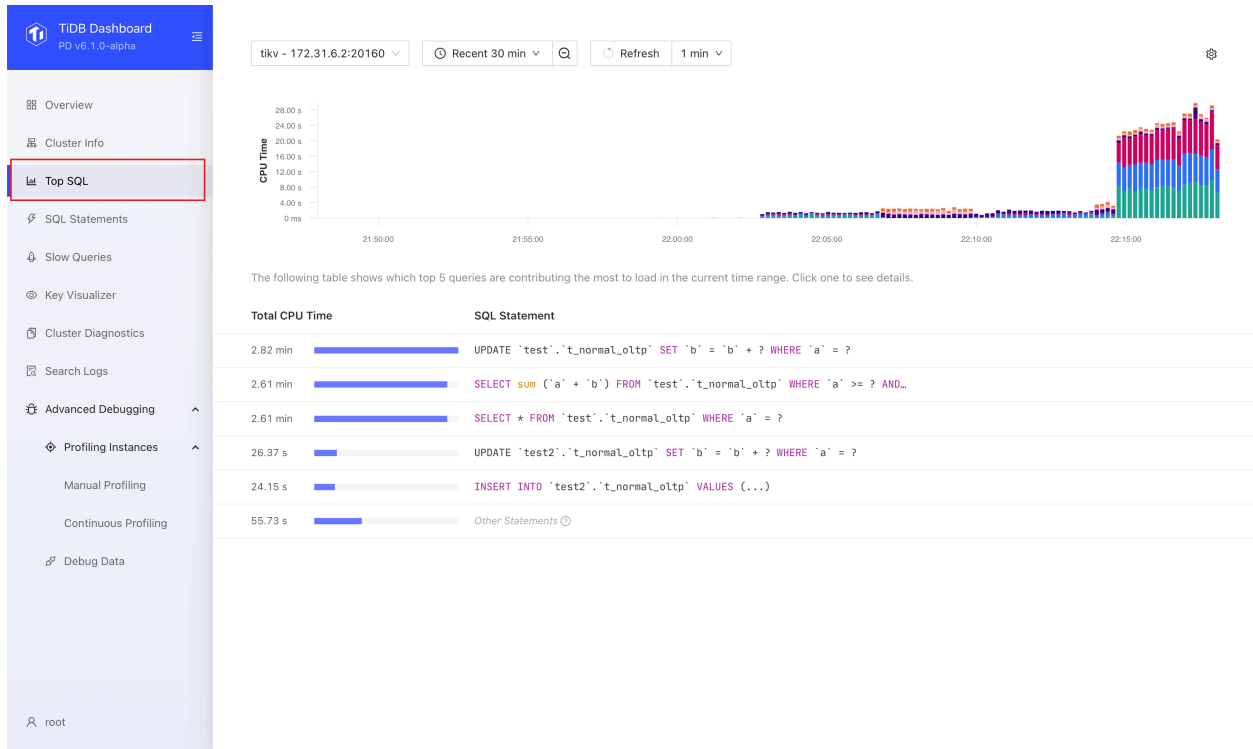 TiDB Dashboard
PD v6.1.0-alpha
Overview
Cluster Info
Top SQL
SQL Statements
Slow Queries
Key Visualizer
Cluster Diagnostics
Search Logs
Advanced Debugging
Profiling Instances
Manual Profiling
Continuous Profiling
Debug Data
root
tikv - 172.31.6.2:20160 Recent 30 min Refresh 1 min
CPU Time
28.00 s
24.00 s
20.00 s
16.00 s
12.00 s
8.00 s
4.00 s
0 ms
21:50:00 21:55:00 22:00:00 22:05:00 22:10:00 22:15:00
The following table shows which top 5 queries are contributing the most to load in the current time range. Click one to see details.
Total CPU Time SQL Statement
2.82 min UPDATE `test`.`t_normal_oltp` SET `b` = `b` + ? WHERE `a` = ?
2.61 min SELECT sum (`a` + `b`) FROM `test`.`t_normal_oltp` WHERE `a` >= ? AND…
2.61 min SELECT * FROM `test`.`t_normal_oltp` WHERE `a` = ?
26.37 s UPDATE `test2`.`t_normal_oltp` SET `b` = `b` + ? WHERE `a` = ?
24.15 s INSERT INTO `test2`.`t_normal_oltp` VALUES (...)
55.73 s Other Statements